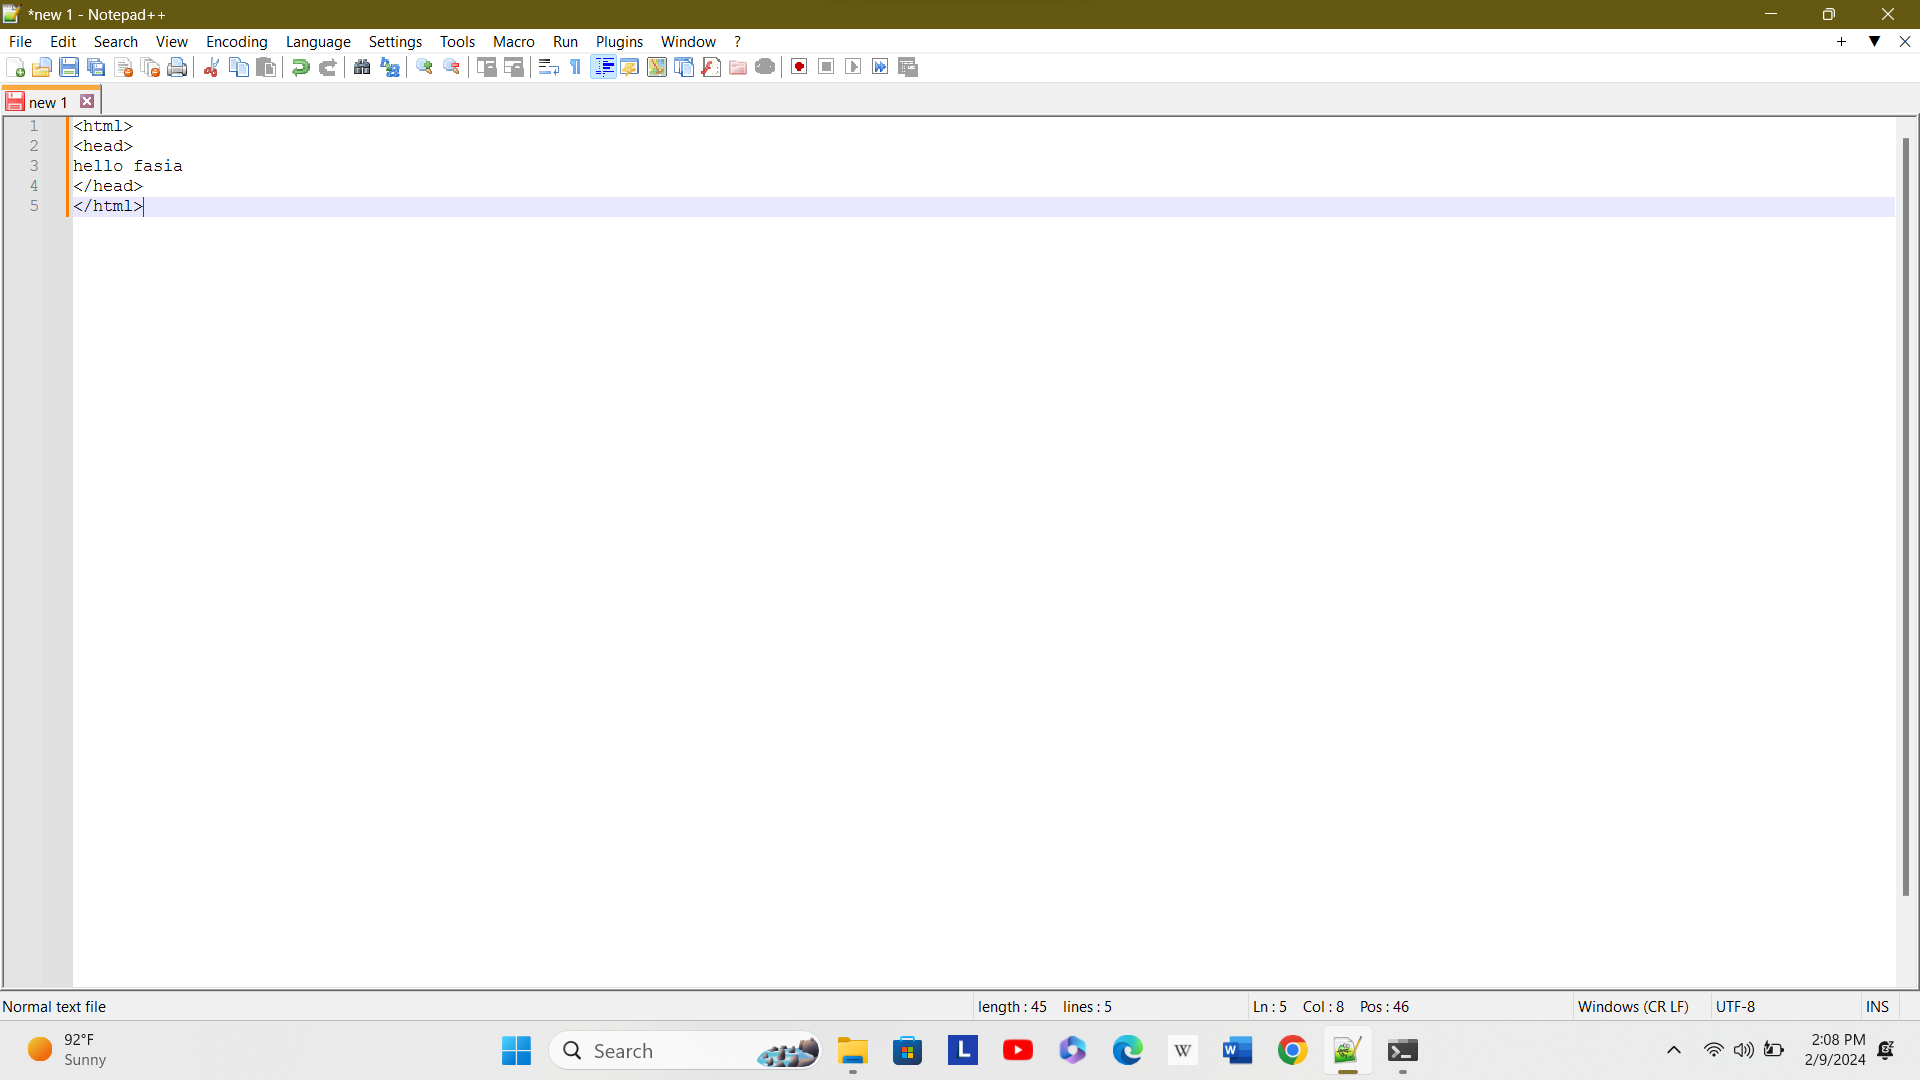 *new 1 - Notepad++
File Edit Search View Encoding Language Settings Tools Macro Run Plugins Window ?
new 1
1 <html>
2 <head>
3 hello fasia
4 </head>
5 </html>
Normal text file length : 45 lines : 5 Ln : 5 Col : 8 Pos : 46 Windows (CR LF) UTF-8 INS
92°F
Sunny
Search
L
W
W
2:08 PM
2/9/2024